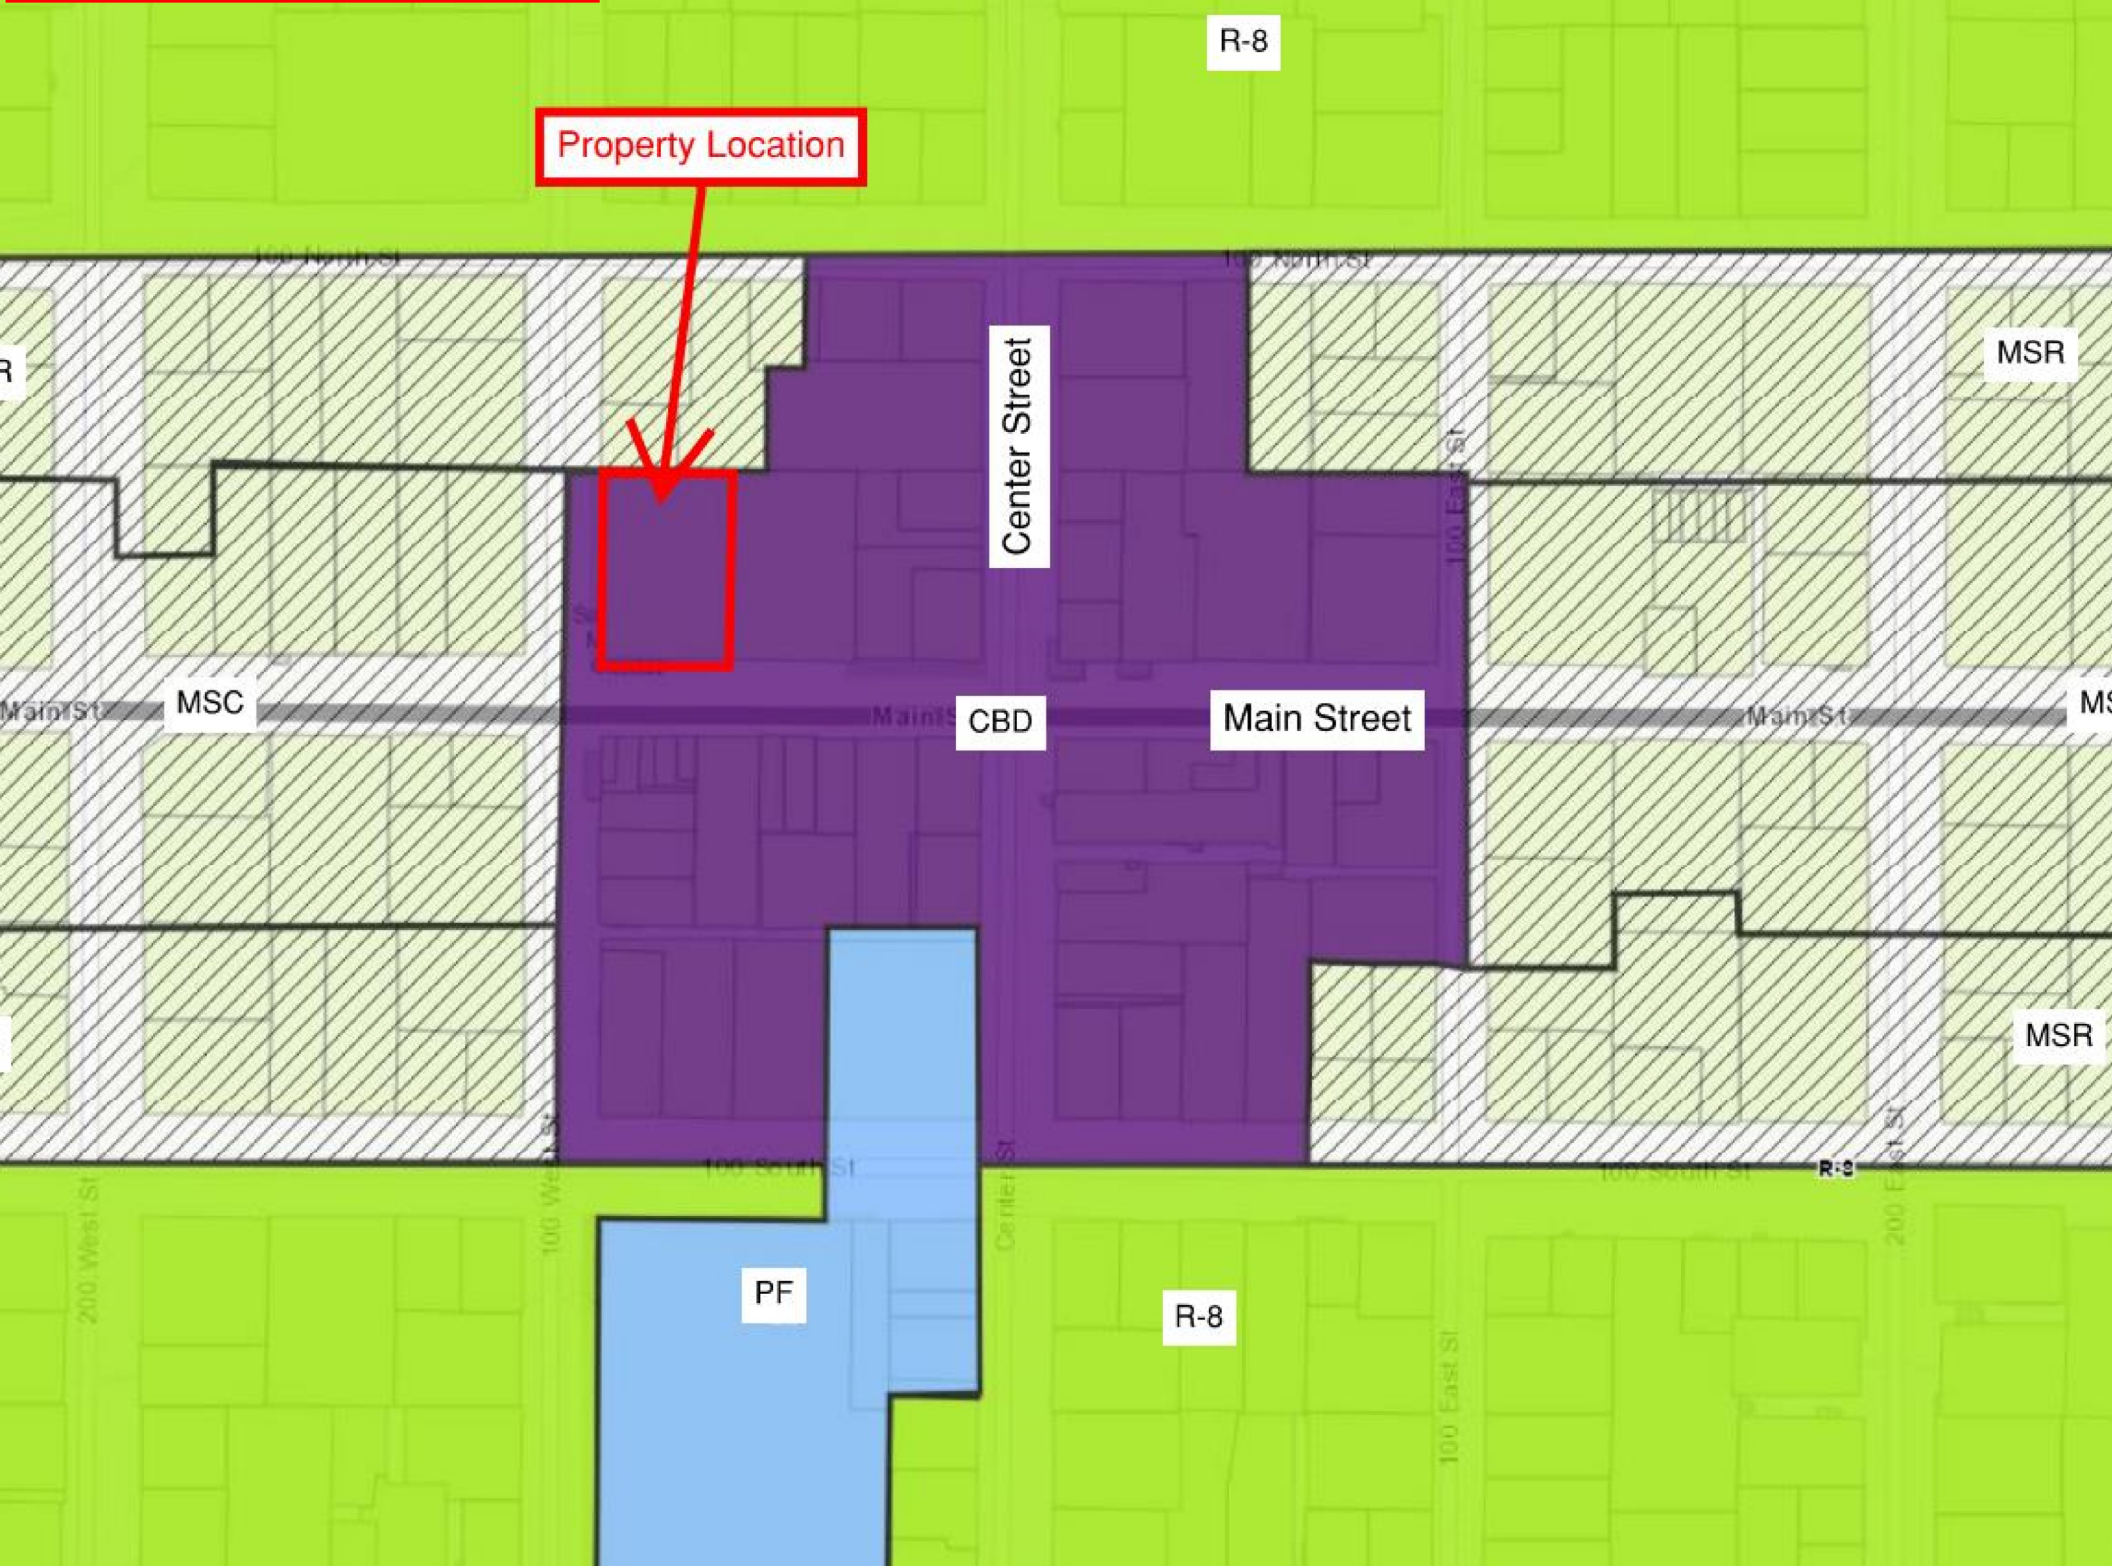 R-8
Property Location
100 North St
100 North St
Center Street
MSR
R
100 East St
MSC
Main St
Main S
CBD
Main Street
Main St
MS
MSR
100 West St
100 South St
Center St
100 South St
R-8
200 East St
200 West St
PF
R-8
100 East St